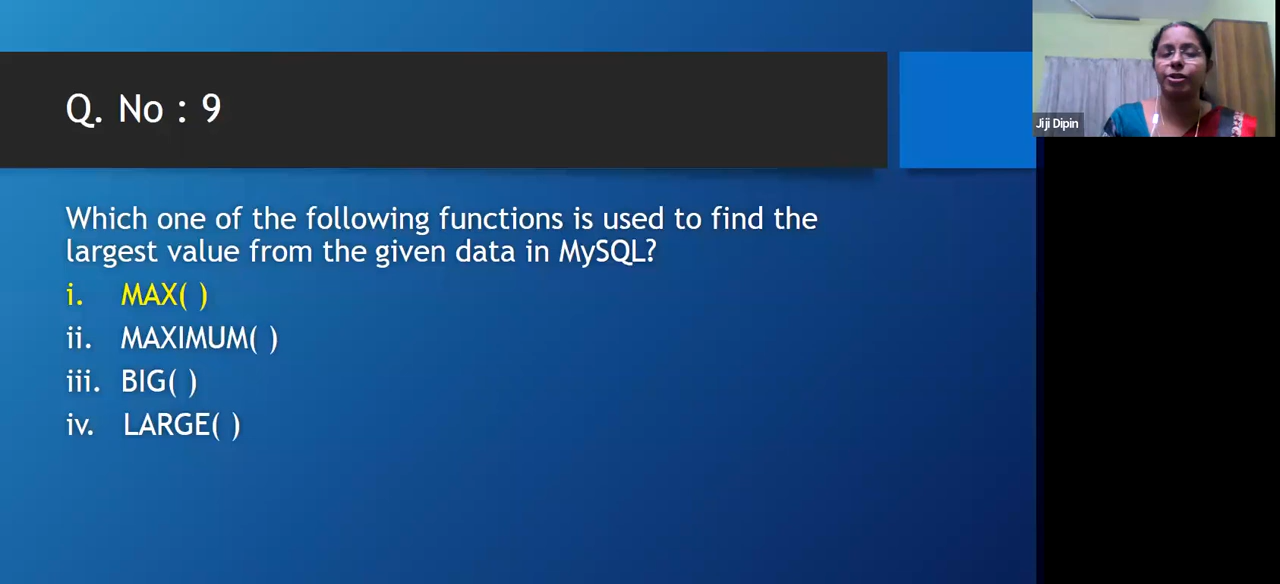 Q. No : 9
Jiji Dipin
Which one of the following functions is used to find the
largest value from the given data in MySQL?
i. MAX( )
ii. MAXIMUM( )
iii. BIG( )
iv. LARGE( )